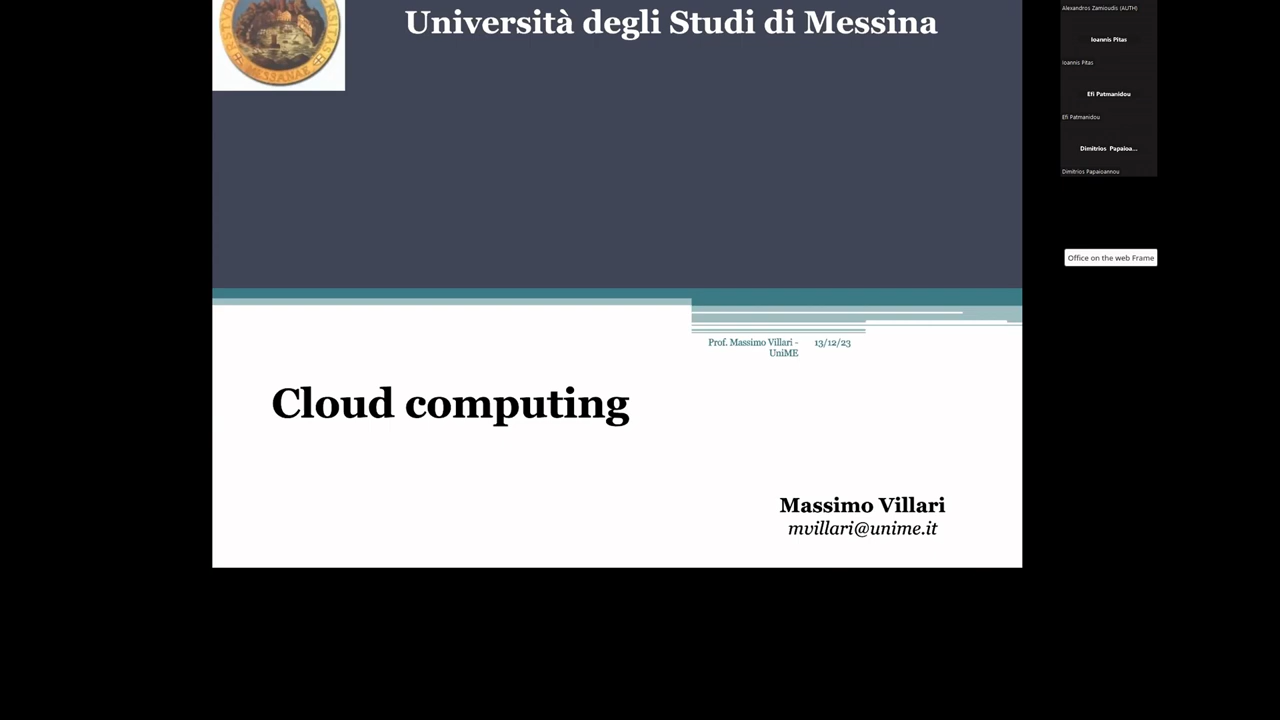 Università degli Studi di Messina
MESSANAE
Prof. Massimo Villari -
UniME
13/12/23
Cloud computing
Massimo Villari
mvillari@unime.it
Alexandros Zamioudis (AUTH)
Ioannis Pitas
Ioannis Pitas
Efi Patmanidou
Efi Patmanidou
Dimitrios Papaioa...
Dimitrios Papaioannou
Office on the web Frame